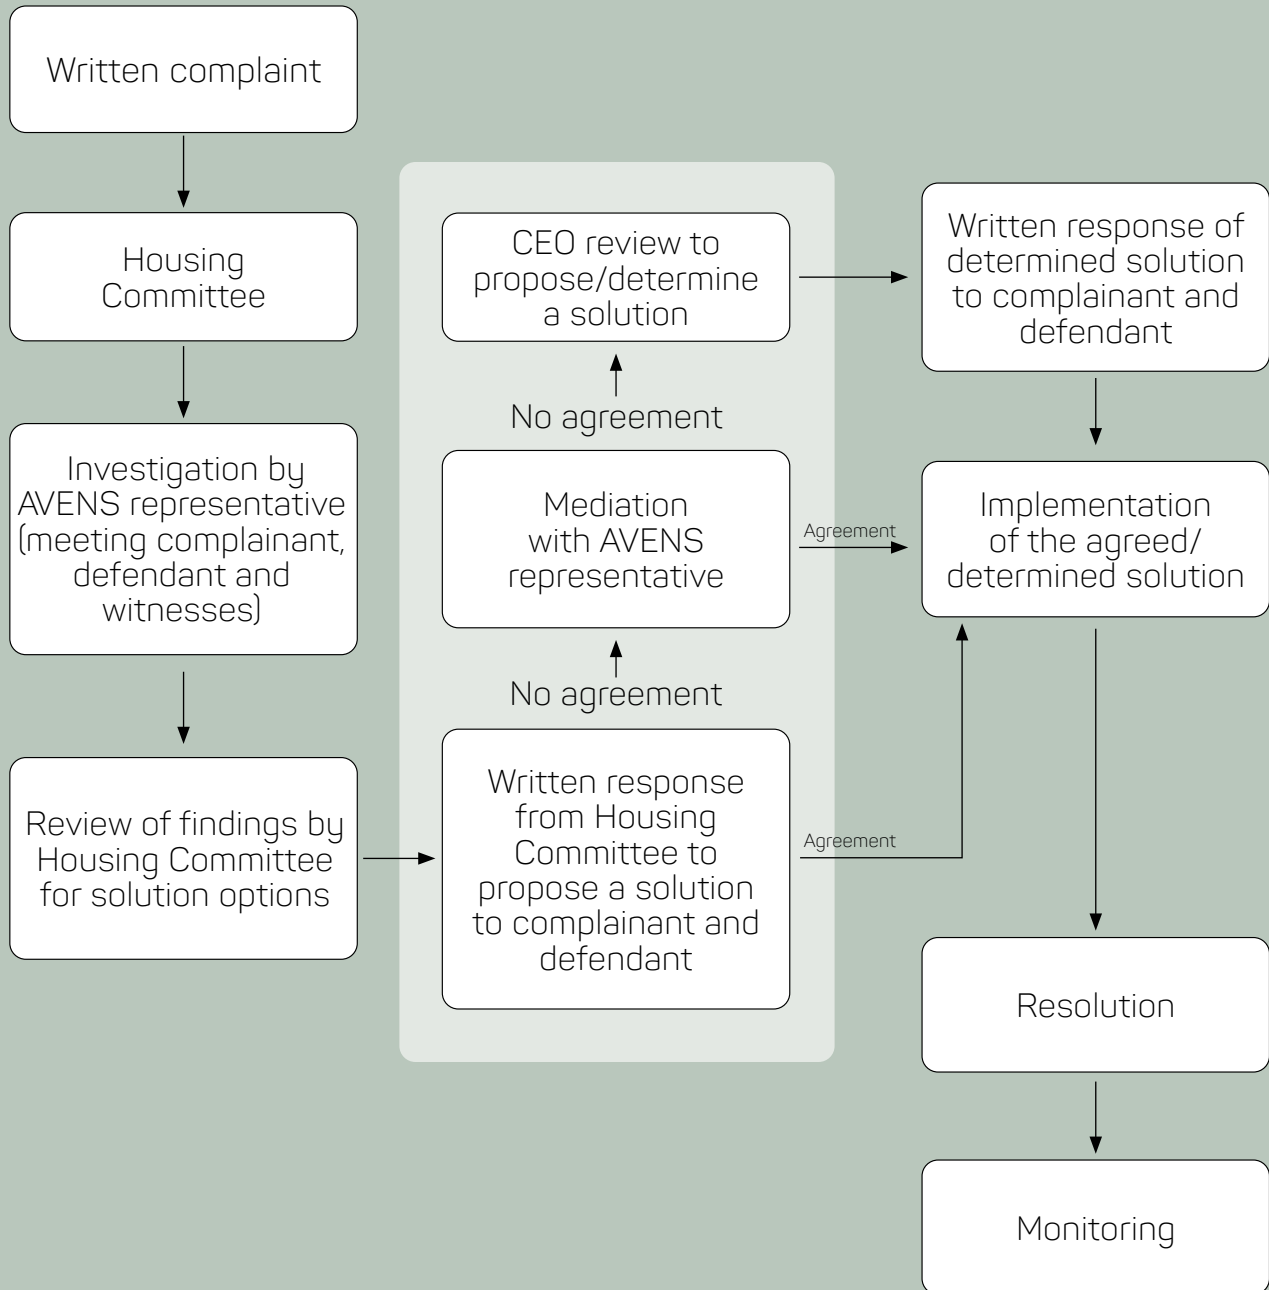 Written complaint
Housing
Committee
Investigation by
AVENS representative
(meeting complainant,
defendant and
witnesses)
Review of findings by
Housing Committee
for solution options
CEO review to
propose/determine
a solution
No agreement
Mediation
with AVENS
representative
Agreement
No agreement
Written response
from Housing
Committee to
propose a solution
to complainant and
defendant
Agreement
Written response of
determined solution
to complainant and
defendant
Implementation
of the agreed/
determined solution
Resolution
Monitoring